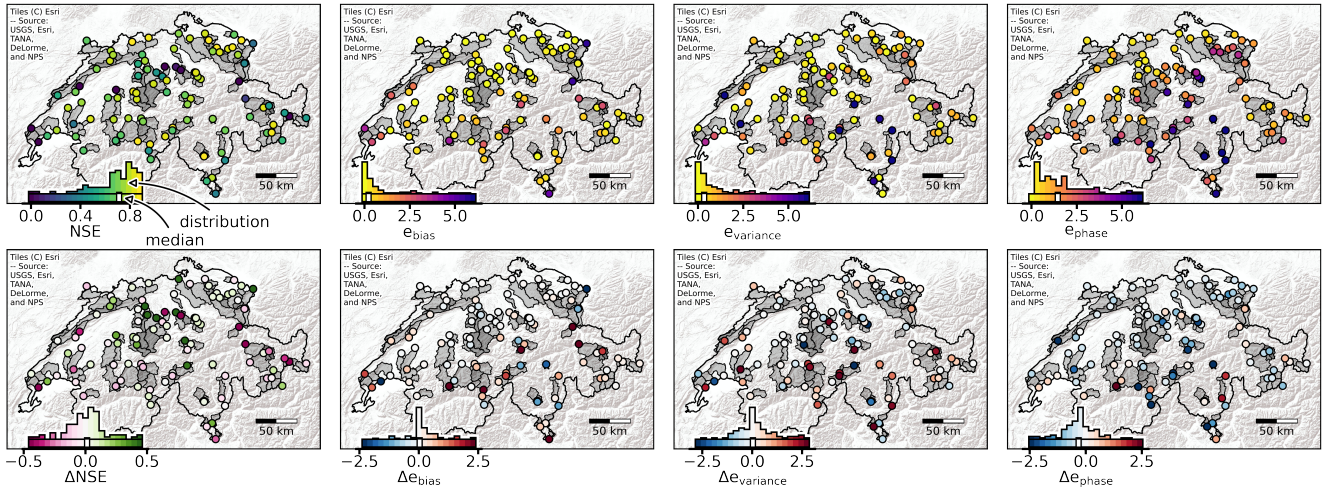 Tiles (C) Esri
-- Source:
USGS, Esri,
TANA,
DeLorme,
and NPS
50 km
0.0 0.4 0.8
NSE
distribution
median
Tiles (C) Esri
-- Source:
USGS, Esri,
TANA,
DeLorme,
and NPS
50 km
0.0 2.5 5.0
e_bias
Tiles (C) Esri
-- Source:
USGS, Esri,
TANA,
DeLorme,
and NPS
50 km
0.0 2.5 5.0
e_variance
Tiles (C) Esri
-- Source:
USGS, Esri,
TANA,
DeLorme,
and NPS
50 km
0.0 2.5 5.0
e_phase
Tiles (C) Esri
-- Source:
USGS, Esri,
TANA,
DeLorme,
and NPS
50 km
−0.5 0.0 0.5
ΔNSE
Tiles (C) Esri
-- Source:
USGS, Esri,
TANA,
DeLorme,
and NPS
50 km
−2.5 0.0 2.5
Δe_bias
Tiles (C) Esri
-- Source:
USGS, Esri,
TANA,
DeLorme,
and NPS
50 km
−2.5 0.0 2.5
Δe_variance
Tiles (C) Esri
-- Source:
USGS, Esri,
TANA,
DeLorme,
and NPS
50 km
−2.5 0.0 2.5
Δe_phase